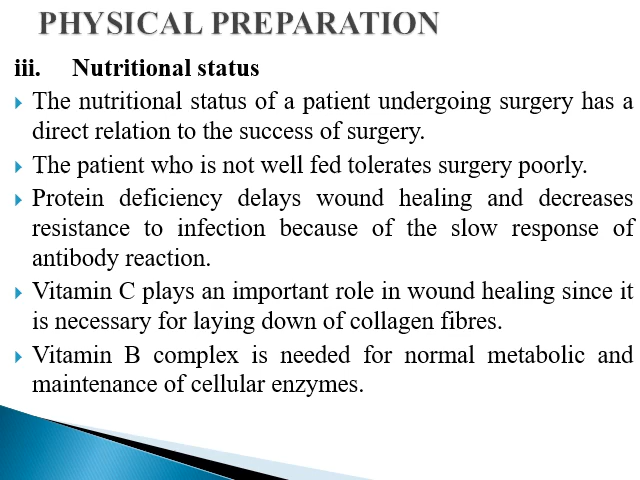 PHYSICAL PREPARATION
iii. Nutritional status
The nutritional status of a patient undergoing surgery has a
direct relation to the success of surgery.
The patient who is not well fed tolerates surgery poorly.
Protein deficiency delays wound healing and decreases
resistance to infection because of the slow response of
antibody reaction.
Vitamin C plays an important role in wound healing since it
is necessary for laying down of collagen fibres.
Vitamin B complex is needed for normal metabolic and
maintenance of cellular enzymes.